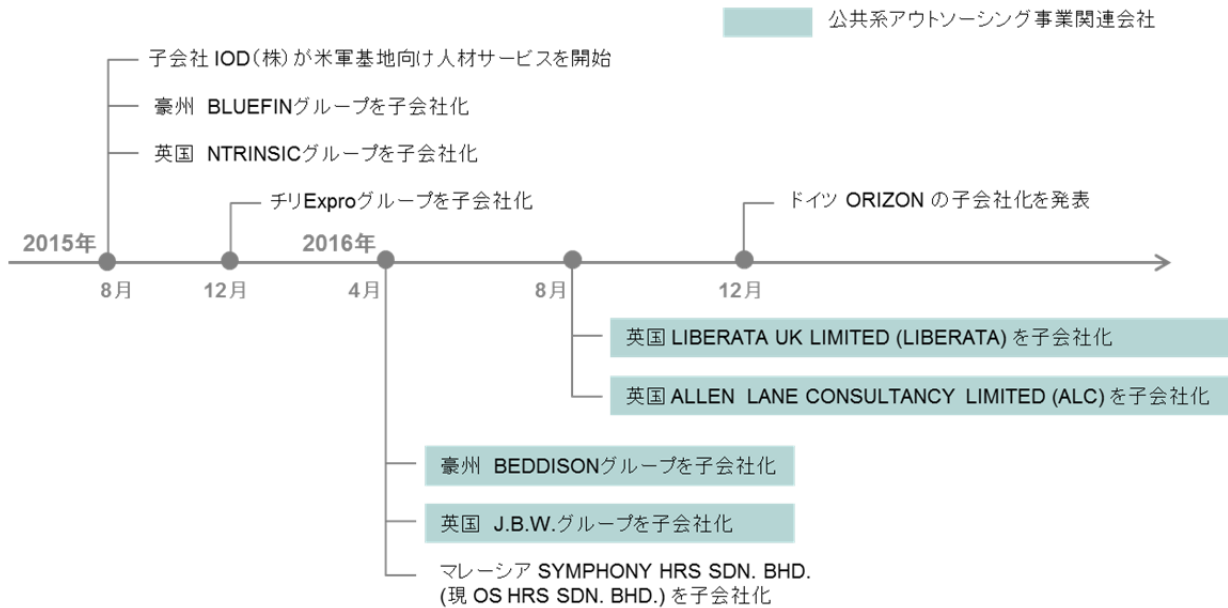 公共系アウトソーシング事業関連会社
子会社 IOD(株)が米軍基地向け人材サービスを開始
豪州 BLUEFINグループを子会社化
英国 NTRINSICグループを子会社化
チリExproグループを子会社化
ドイツ ORIZON の子会社化を発表
2015年
2016年
8月
12月
4月
8月
12月
英国 LIBERATA UK LIMITED (LIBERATA) を子会社化
英国 ALLEN LANE CONSULTANCY LIMITED (ALC) を子会社化
豪州 BEDDISONグループを子会社化
英国 J.B.W.グループを子会社化
マレーシア SYMPHONY HRS SDN. BHD.
(現 OS HRS SDN. BHD.) を子会社化